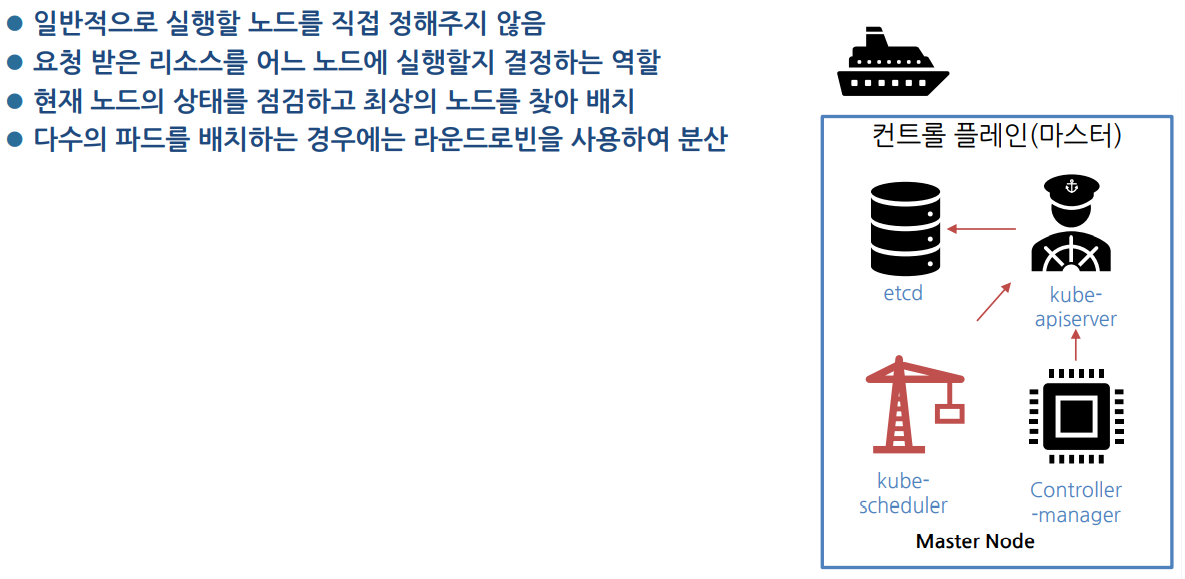 ● 일반적으로 실행할 노드를 직접 정해주지 않음
● 요청 받은 리소스를 어느 노드에 실행할지 결정하는 역할
● 현재 노드의 상태를 점검하고 최상의 노드를 찾아 배치
● 다수의 파드를 배치하는 경우에는 라운드로빈을 사용하여 분산
컨트롤 플레인(마스터)
etcd
kube-
apiserver
kube-
scheduler
Controller
-manager
Master Node